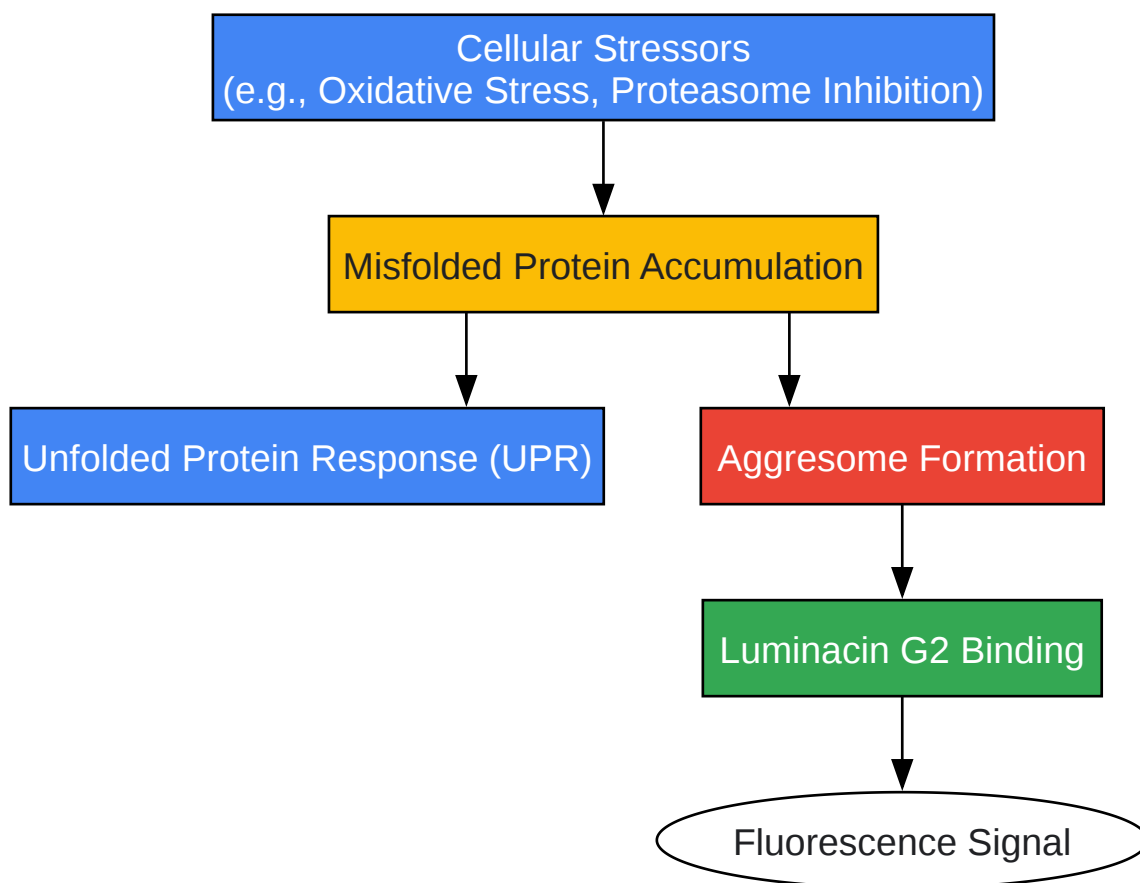 Cellular Stressors
(e.g., Oxidative Stress, Proteasome Inhibition)
Misfolded Protein Accumulation
Unfolded Protein Response (UPR)
Aggresome Formation
Luminacin G2 Binding
Fluorescence Signal